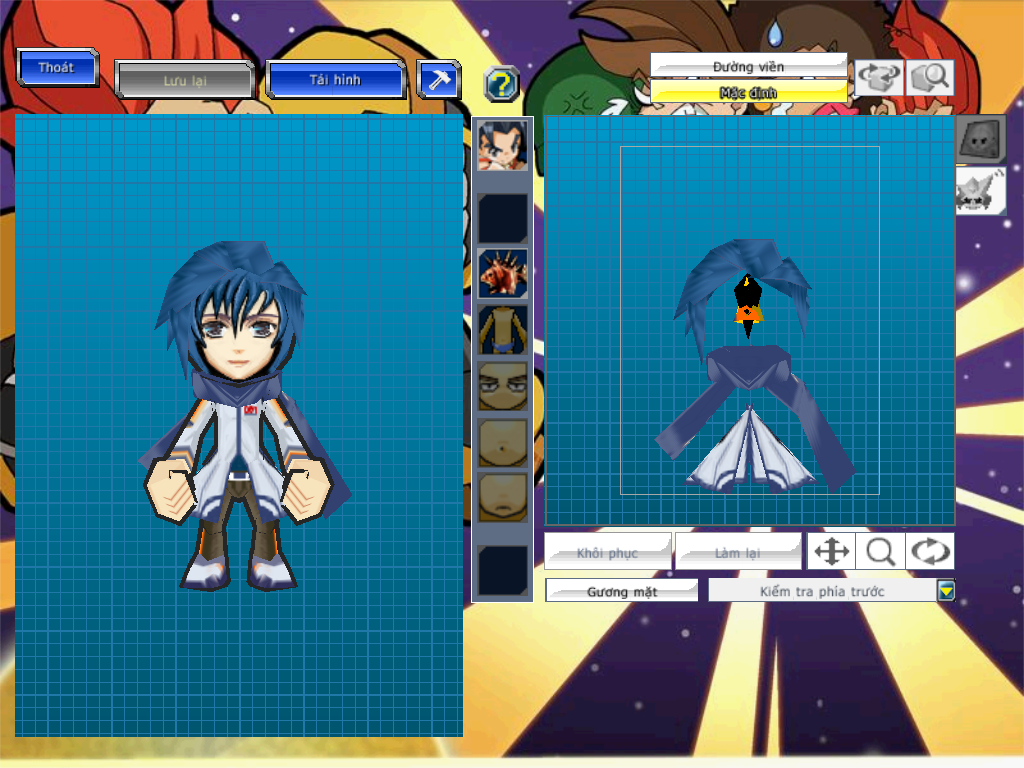 Thoát
Lưu lại
Tải hình
Đường viền
Mặc định
Khôi phục
Làm lại
Gương mặt
Kiểm tra phía trước